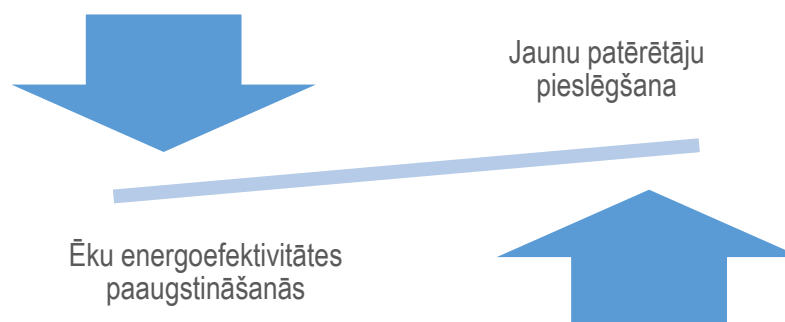 Jaunu patērētāju
pieslēgšana
Ēku energoefektivitātes
paaugstināšanās